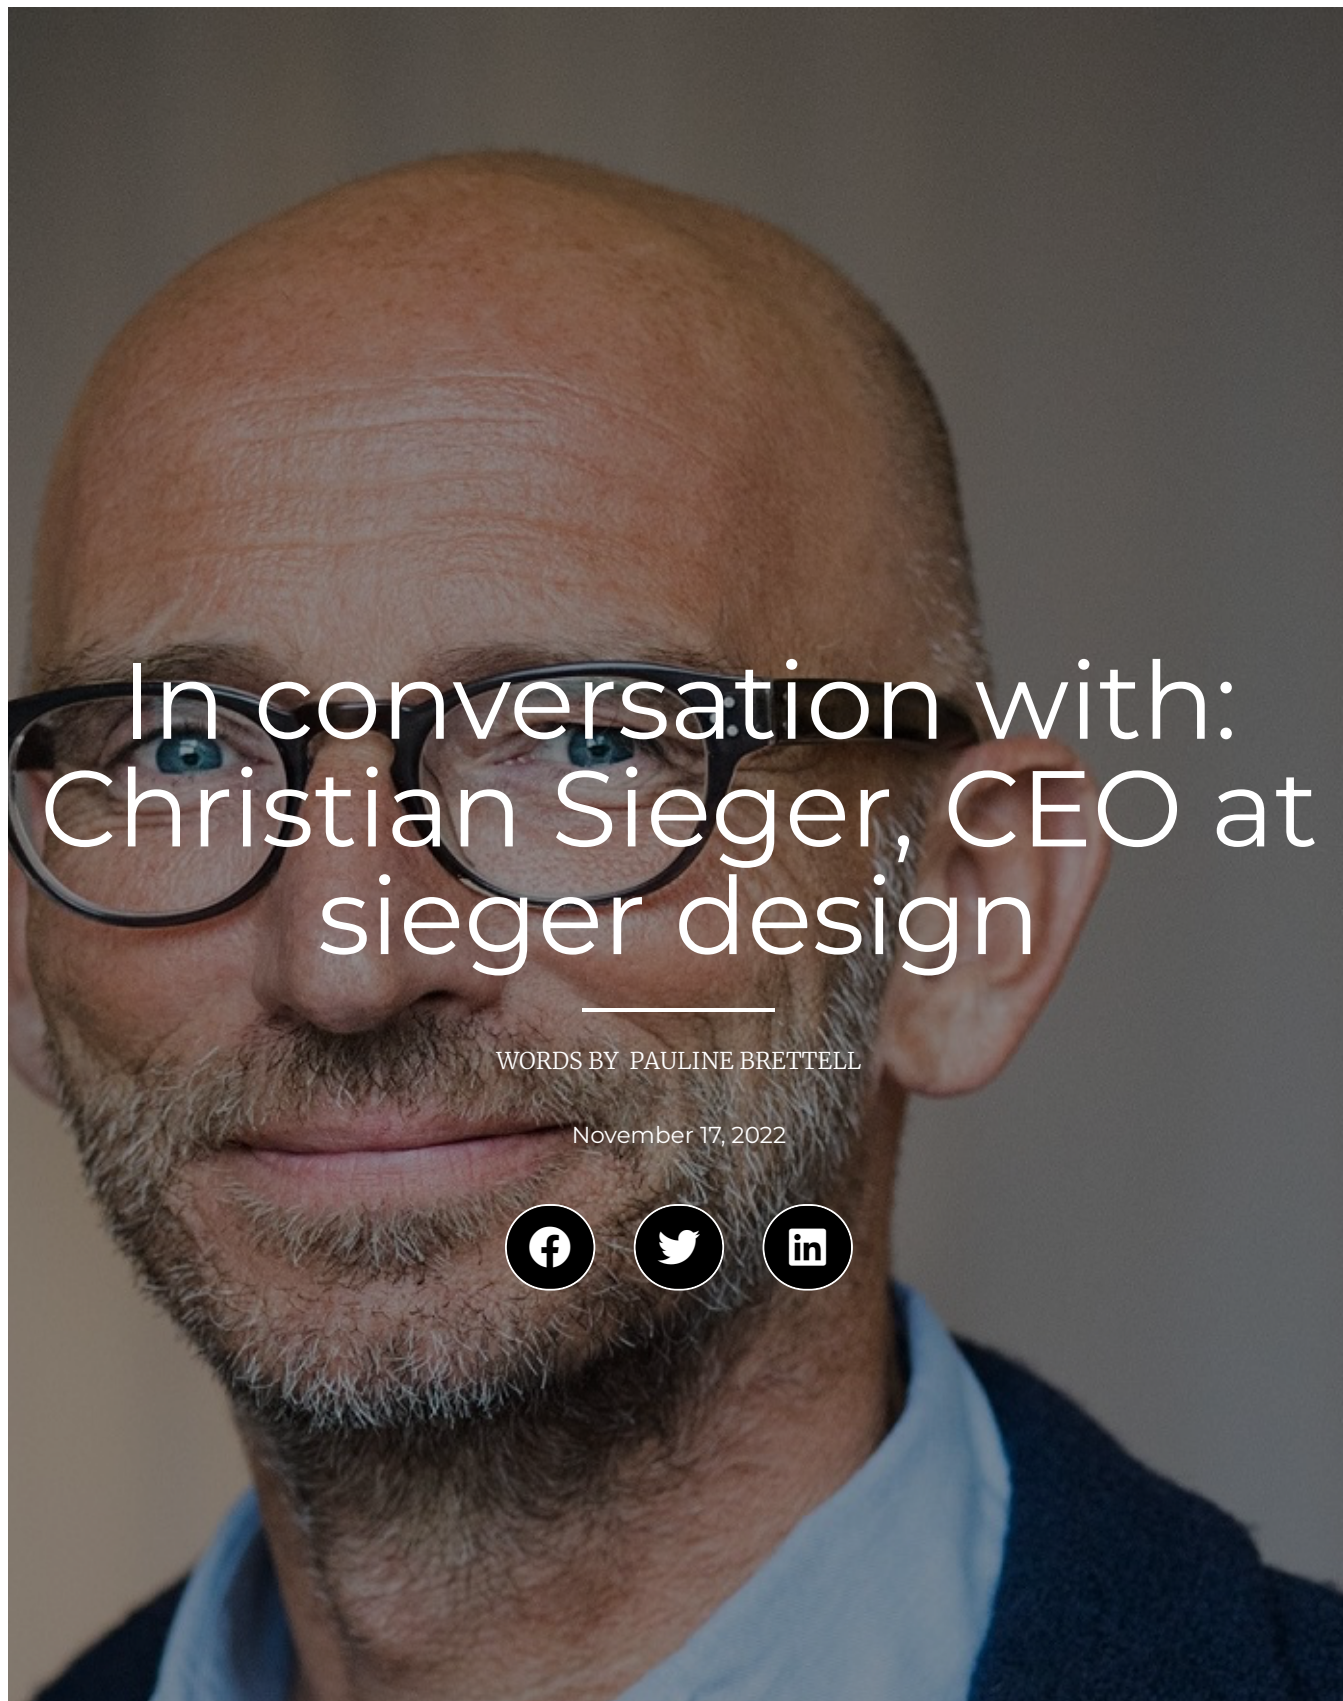 In conversation with:
Christian Sieger, CEO at
sieger design
WORDS BY PAULINE BRETTELL
November 17, 2022